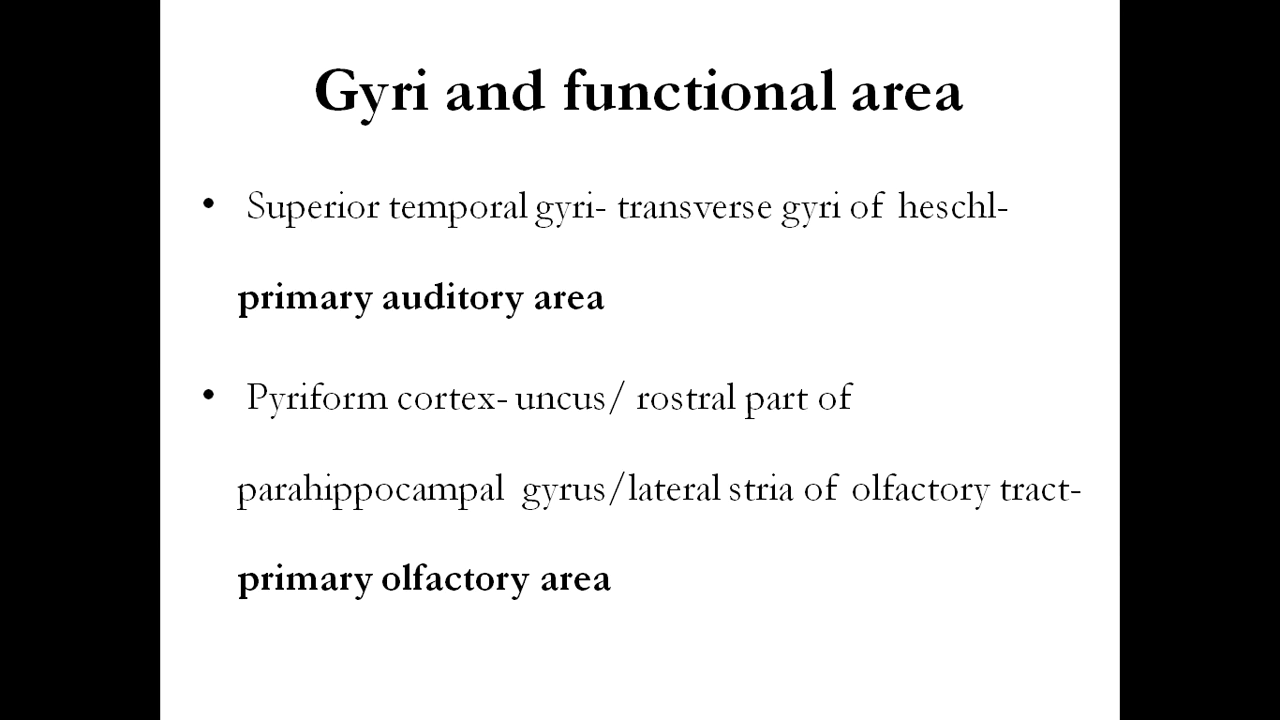 Gyri and functional area
• Superior temporal gyri- transverse gyri of heschl-
primary auditory area
• Pyriform cortex- uncus/ rostral part of
parahippocampal gyrus/lateral stria of olfactory tract-
primary olfactory area